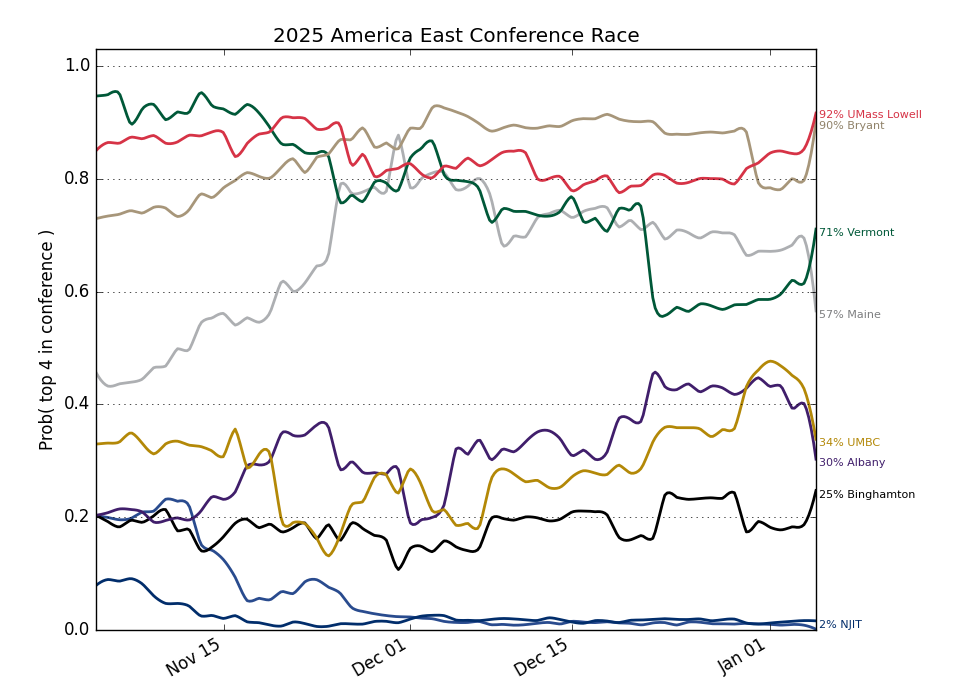 2025 America East Conference Race
Prob( top 4 in conference )
1.0
0.8
0.6
0.4
0.2
0.0
Nov 15
Dec 01
Dec 15
Jan 01
92% UMass Lowell
90% Bryant
71% Vermont
57% Maine
34% UMBC
30% Albany
25% Binghamton
2% NJIT